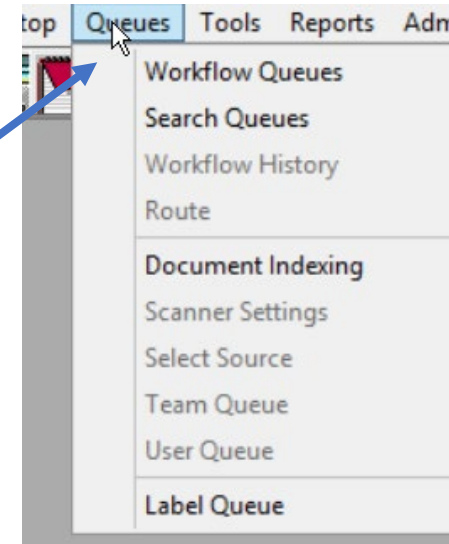 top Queues Tools Reports Adm
Workflow Queues
Search Queues
Workflow History
Route
Document Indexing
Scanner Settings
Select Source
Team Queue
User Queue
Label Queue